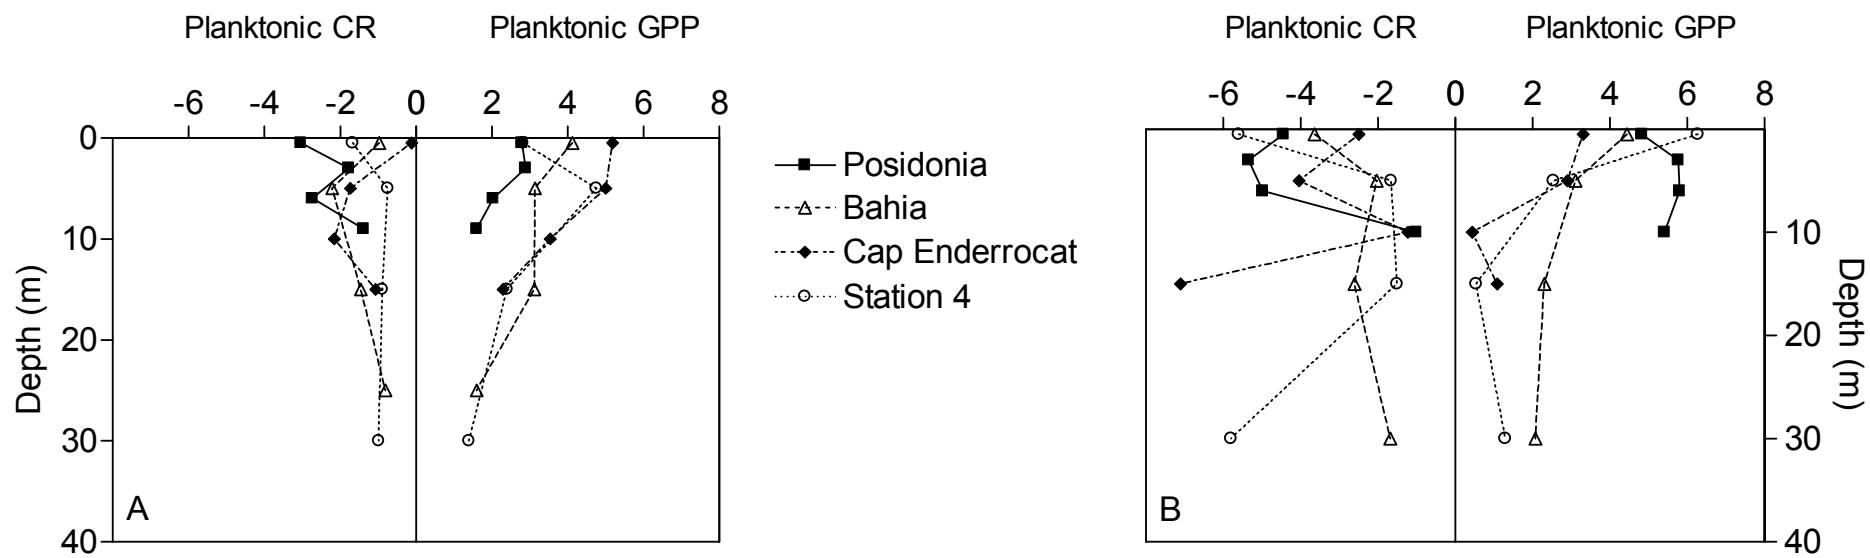 Planktonic CR Planktonic GPP
-6 -4 -2 0 2 4 6 8
0
10
20
30
40
Depth (m)
A
Posidonia
Bahia
Cap Enderrocat
Station 4
Planktonic CR Planktonic GPP
-6 -4 -2 0 2 4 6 8
10
20
30
40
Depth (m)
B